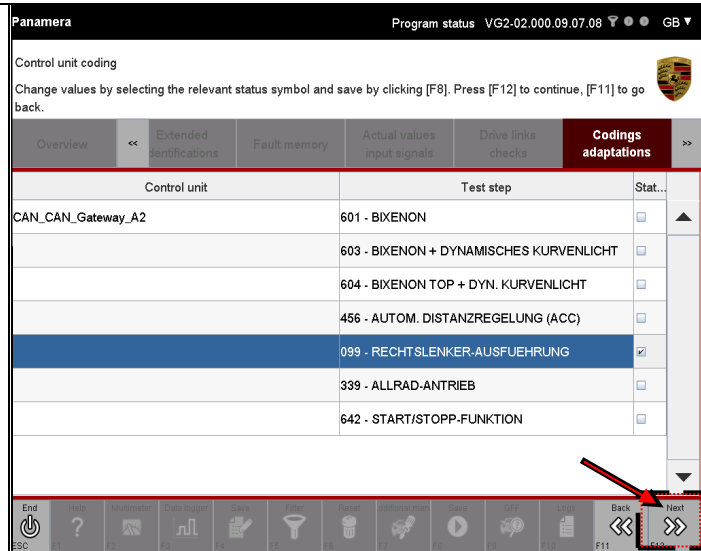 Panamera
Program status VG2-02.000.09.07.08 GB
Control unit coding
Change values by selecting the relevant status symbol and save by clicking [F8]. Press [F12] to continue, [F11] to go
back.
Overview
<<
Extended
identifications
Fault memory
Actual values
input signals
Drive links
checks
Codings
adaptations
>>
Control unit Test step Stat...
CAN_CAN_Gateway_A2 601 - BIXENON
603 - BIXENON + DYNAMISCHES KURVENLICHT
604 - BIXENON TOP + DYN. KURVENLICHT
456 - AUTOM. DISTANZREGELUNG (ACC)
099 - RECHTSLENKER-AUSFUEHRUNG
339 - ALLRAD-ANTRIEB
642 - START/STOPP-FUNKTION
End Help Multimeter Data logger Save Filter Reset Save GFF Logs Back Next
ESC F1 F2 F3 F4 F5 F6 F7 F8 F9 F10 F11 F12